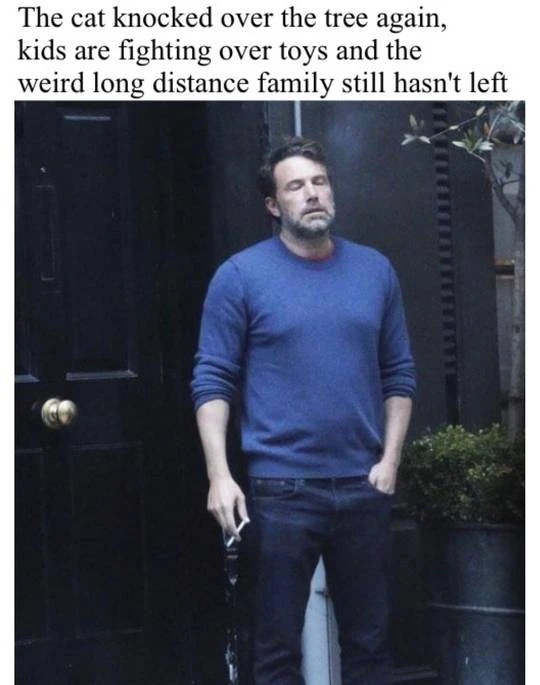 The cat knocked over the tree again,
kids are fighting over toys and the
weird long distance family still hasn't left